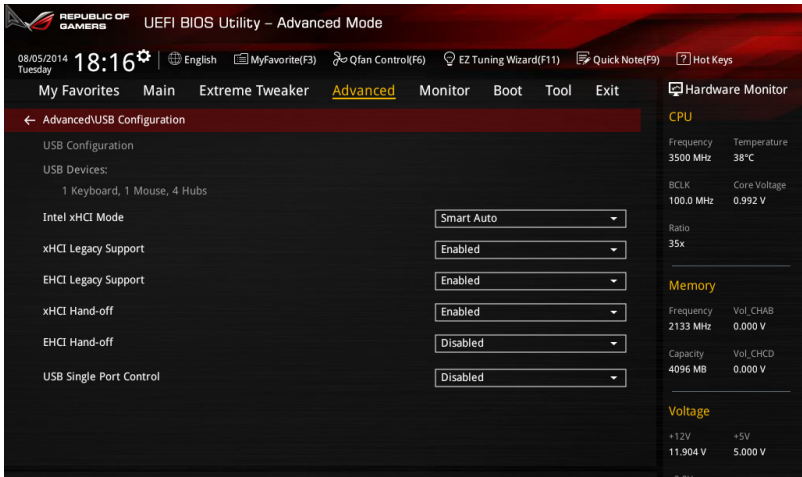 REPUBLIC OF
GAMERS
UEFI BIOS Utility – Advanced Mode
08/05/2014
Tuesday
18:16
English
MyFavorite(F3)
Qfan Control(F6)
EZ Tuning Wizard(F11)
Quick Note(F9)
? Hot Keys
My Favorites Main Extreme Tweaker Advanced Monitor Boot Tool Exit
← Advanced\USB Configuration
USB Configuration
USB Devices:
1 Keyboard, 1 Mouse, 4 Hubs
Intel xHCI Mode Smart Auto
xHCI Legacy Support Enabled
EHCI Legacy Support Enabled
xHCI Hand-off Enabled
EHCI Hand-off Disabled
USB Single Port Control Disabled
Hardware Monitor
CPU
Frequency Temperature
3500 MHz 38°C
BCLK Core Voltage
100.0 MHz 0.992 V
Ratio
35x
Memory
Frequency Vol_CHAB
2133 MHz 0.000 V
Capacity Vol_CHCD
4096 MB 0.000 V
Voltage
+12V +5V
11.904 V 5.000 V